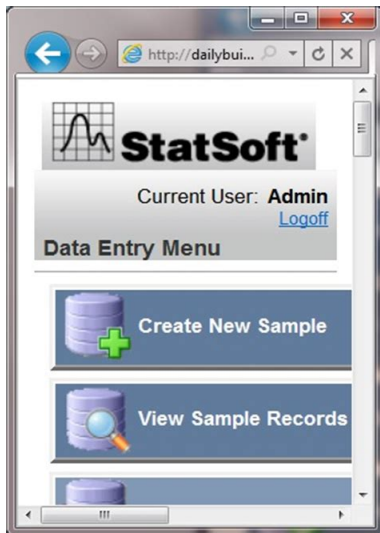 http://dailybui...
StatSoft®
Current User: Admin
Logoff
Data Entry Menu
Create New Sample
View Sample Records